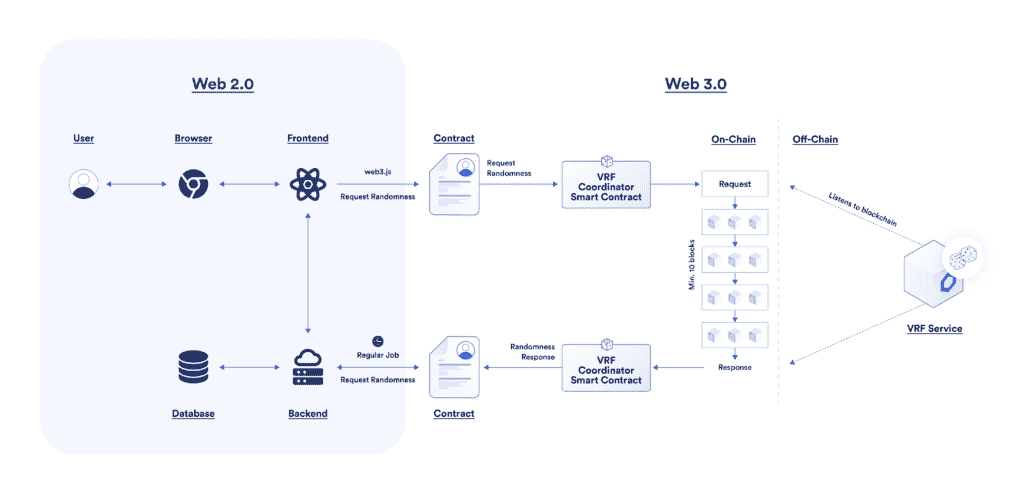 Web 2.0
Web 3.0
User
Browser
Frontend
Contract
On-Chain
Off-Chain
web3.js
Request Randomness
Request
Randomness
VRF
Coordinator
Smart Contract
Request
Listens to blockchain
Min. 10 blocks
VRF Service
Regular Job
Request Randomness
Randomness
Response
VRF
Coordinator
Smart Contract
Response
Database
Backend
Contract